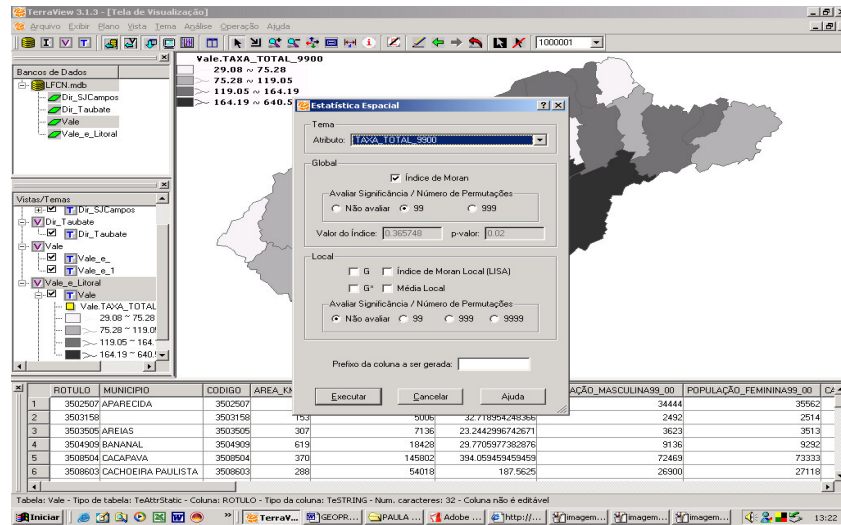 TerraView 3.1.3 - [Tela de Visualização]
Arquivo Exibir Plano Vista Tema Análise Operação Ajuda
1000001
Bancos de Dados
LFCN.mdb
Dir_SJCampos
Dir_Taubate
Vale
Vale_e_Litoral
Vistas/Temas
Dir_SJCampos
Dir_Taubate
Dir_Taubate
Vale
Vale_e_
Vale_e_1
Vale_e_Litoral
Vale
Vale.TAXA_TOTAL
29.08 ~ 75.28
75.28 ~ 119.0
119.05 ~ 164.
164.19 ~ 640.
Vale.TAXA_TOTAL_9900
29.08 ~ 75.28
75.28 ~ 119.05
119.05 ~ 164.19
164.19 ~ 640.5
Estatística Espacial
Tema
Atributo: TAXA_TOTAL_9900
Global
Índice de Moran
Avaliar Significância / Número de Permutações
Não avaliar 99 999
Valor do Índice: 0.365748 p-valor: 0.02
Local
G Índice de Moran Local (LISA)
G* Média Local
Avaliar Significância / Número de Permutações
Não avaliar 99 999 9999
Prefixo da coluna a ser gerada:
Executar Cancelar Ajuda
ROTULO MUNICIPIO CODIGO AREA_K AÇÃO_MASCULINA99_00 POPULAÇÃO_FEMININA99_00 CA
1 3502507 APARECIDA 3502507 34444 35562
2 3503158 3503158 153 5006 32.718954248366 2492 2514
3 3503505 AREIAS 3503505 307 7136 23.2442996742671 3623 3513
4 3504909 BANANAL 3504909 619 18428 29.7705977382876 9136 9292
5 3508504 CACAPAVA 3508504 370 145802 394.059459459459 72469 73333
6 3508603 CACHOEIRA PAULISTA 3508603 288 54018 187.5625 26900 27118
Tabela: Vale - Tipo de tabela: TeAttrStatic - Coluna: ROTULO - Tipo da coluna: TeSTRING - Num. caracteres: 32 - Coluna não é editável
Iniciar » TerraV... GEOPR... PAULA ... Adobe ... http://... imagem... imagem... imagem... 13:22